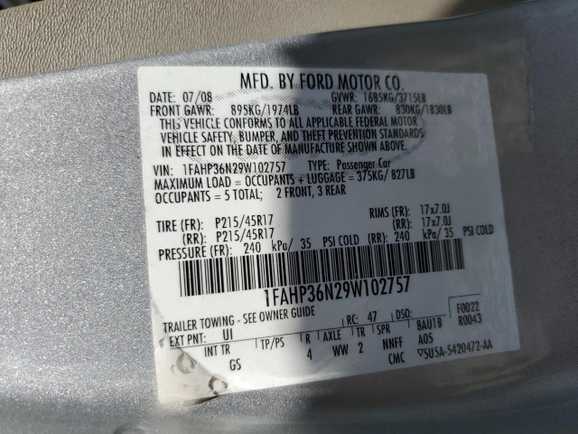 MFD. BY FORD MOTOR CO.
DATE: 07/08 GVWR: 1685KG/3715LB
FRONT GAWR: 895KG/1974LB REAR GAWR: 830KG/1830LB
THIS VEHICLE CONFORMS TO ALL APPLICABLE FEDERAL MOTOR
VEHICLE SAFETY, BUMPER, AND THEFT PREVENTION STANDARDS
IN EFFECT ON THE DATE OF MANUFACTURE SHOWN ABOVE.
VIN: 1FAHP36N29W102757 TYPE: Passenger Car
MAXIMUM LOAD = OCCUPANTS + LUGGAGE = 375KG/ 827LB
OCCUPANTS = 5 TOTAL; 2 FRONT, 3 REAR
TIRE (FR): P215/45R17 RIMS (FR): 17x7.0J
(RR): P215/45R17 (RR): 17x7.0J
PRESSURE (FR): 240 kPa/ 35 PSI COLD (RR): 240 kPa/ 35 PSI COLD
1FAHP36N29W102757
TRAILER TOWING - SEE OWNER GUIDE RC: 47 DSO: F0022
EXT PNT: UI BAU1B R0043
INT TR TP/PS R AXLE TR SPR A05
GS 4 WW 2 NNFF CMC